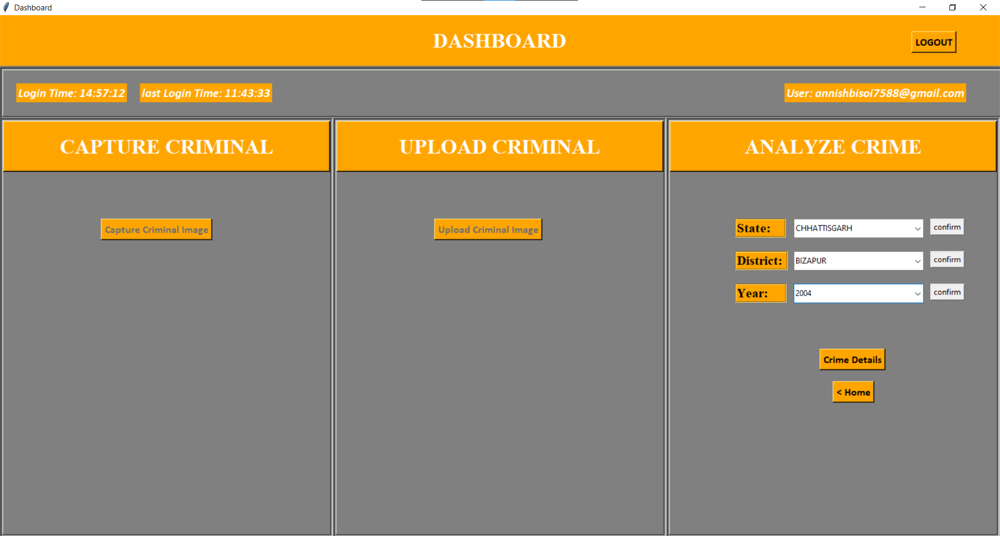 Dashboard
DASHBOARD
LOGOUT
Login Time: 14:57:12
last Login Time: 11:43:33
User: annishbisoi7588@gmail.com
CAPTURE CRIMINAL
UPLOAD CRIMINAL
ANALYZE CRIME
Capture Criminal Image
Upload Criminal Image
State:
CHHATTISGARH
confirm
District:
BIZAPUR
confirm
Year:
2004
confirm
Crime Details
< Home